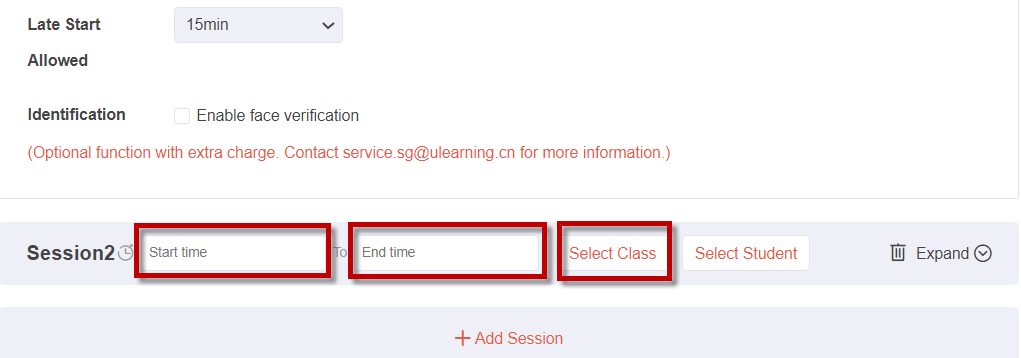 Late Start
Allowed
15min
Identification
Enable face verification
(Optional function with extra charge. Contact service.sg@ulearning.cn for more information.)
Session2 Start time To End time Select Class Select Student Expand
Add Session